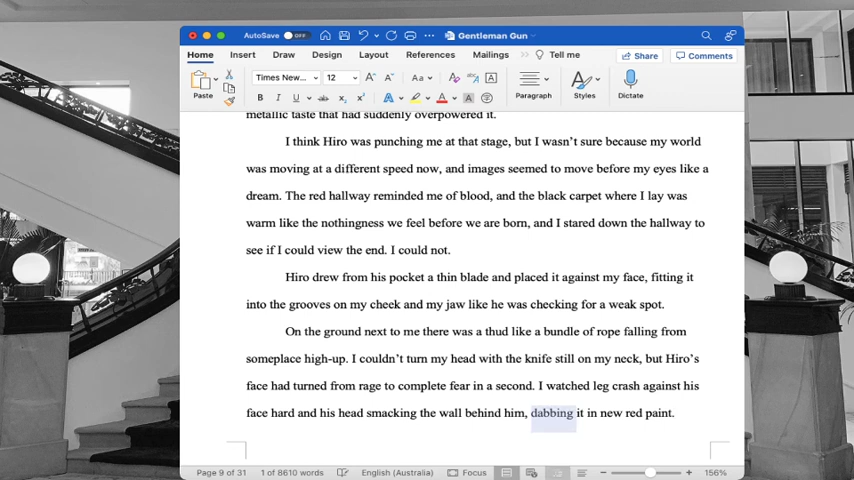 AutoSave OFF Gentleman Gun
Home Insert Draw Design Layout References Mailings >> Tell me Share Comments
Paste Times New... 12 A A Aa A Paragraph Styles Dictate
B I U ab x₂ x² A A A
metallic taste that had suddenly overpowered it.
I think Hiro was punching me at that stage, but I wasn't sure because my world
was moving at a different speed now, and images seemed to move before my eyes like a
dream. The red hallway reminded me of blood, and the black carpet where I lay was
warm like the nothingness we feel before we are born, and I stared down the hallway to
see if I could view the end. I could not.
Hiro drew from his pocket a thin blade and placed it against my face, fitting it
into the grooves on my cheek and my jaw like he was checking for a weak spot.
On the ground next to me there was a thud like a bundle of rope falling from
someplace high-up. I couldn't turn my head with the knife still on my neck, but Hiro's
face had turned from rage to complete fear in a second. I watched leg crash against his
face hard and his head smacking the wall behind him, dabbing it in new red paint.
Page 9 of 31 1 of 8610 words English (Australia) Focus 156%